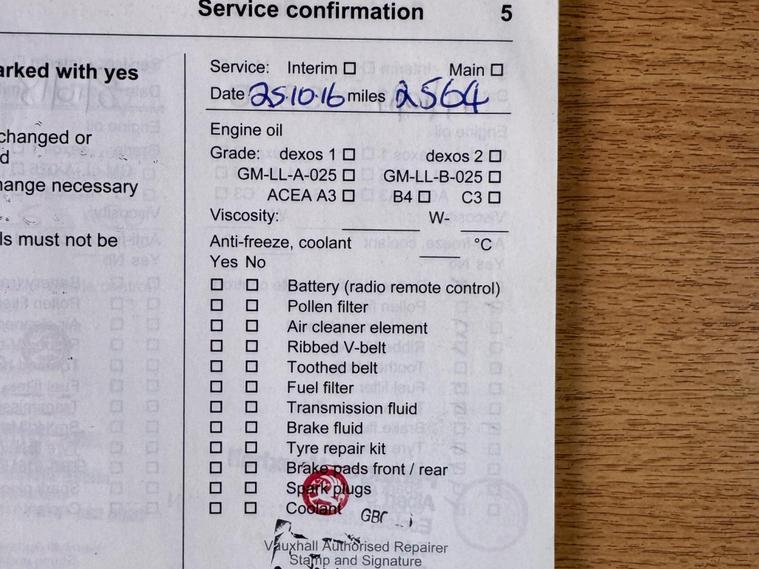 Service confirmation 5
arked with yes
changed or
d
hange necessary
ls must not be
Service: Interim □ Main □
Date 25.10.16 miles 2564
Engine oil
Grade: dexos 1 □ dexos 2 □
GM-LL-A-025 □ GM-LL-B-025 □
ACEA A3 □ B4 □ C3 □
Viscosity: W-
Anti-freeze, coolant °C
Yes No
□ □ Battery (radio remote control)
□ □ Pollen filter
□ □ Air cleaner element
□ □ Ribbed V-belt
□ □ Toothed belt
□ □ Fuel filter
□ □ Transmission fluid
□ □ Brake fluid
□ □ Tyre repair kit
□ □ Brake pads front / rear
□ □ Spark plugs
□ □ Coolant
Vauxhall Authorised Repairer
Stamp and Signature